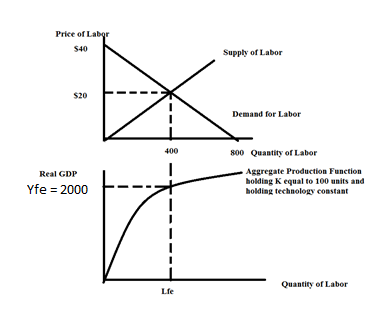 Price of Labor
$40
Supply of Labor
$20
Demand for Labor
400
800
Quantity of Labor
Real GDP
Aggregate Production Function
holding K equal to 100 units and
holding technology constant
Yfe = 2000
Quantity of Labor
Lfe